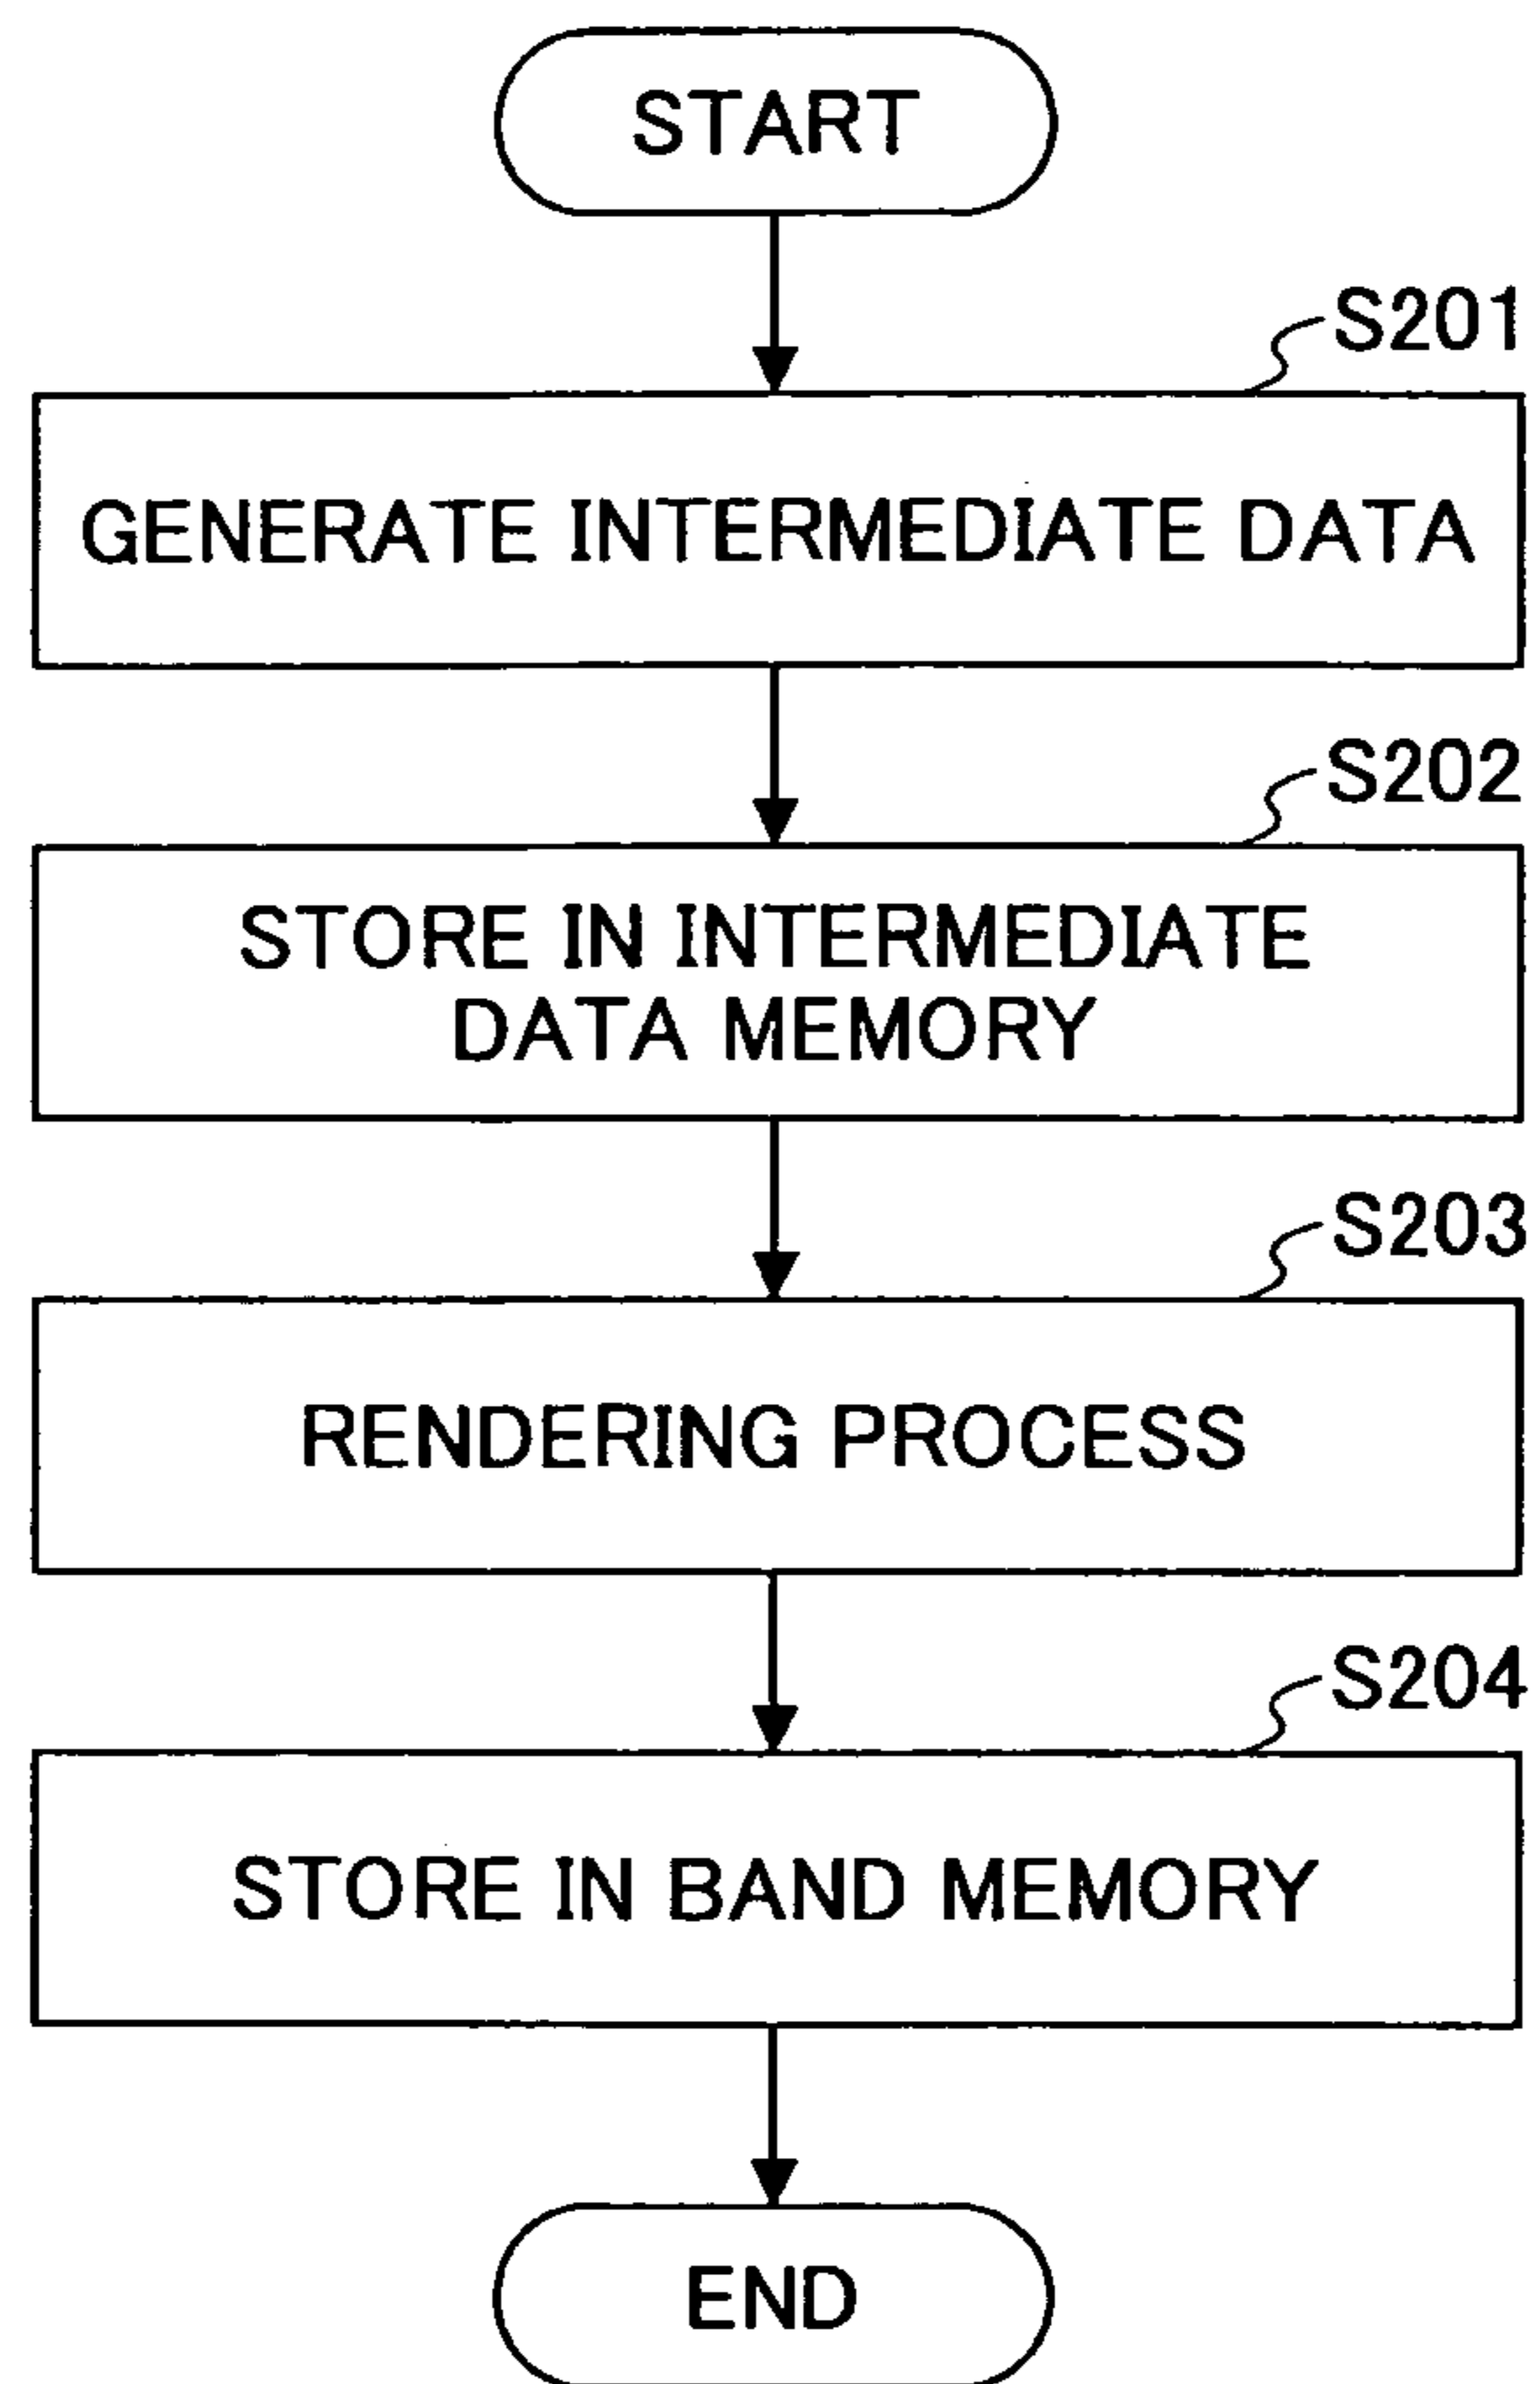 START
S201
GENERATE INTERMEDIATE DATA
S202
STORE IN INTERMEDIATE
DATA MEMORY
S203
RENDERING PROCESS
S204
STORE IN BAND MEMORY
END